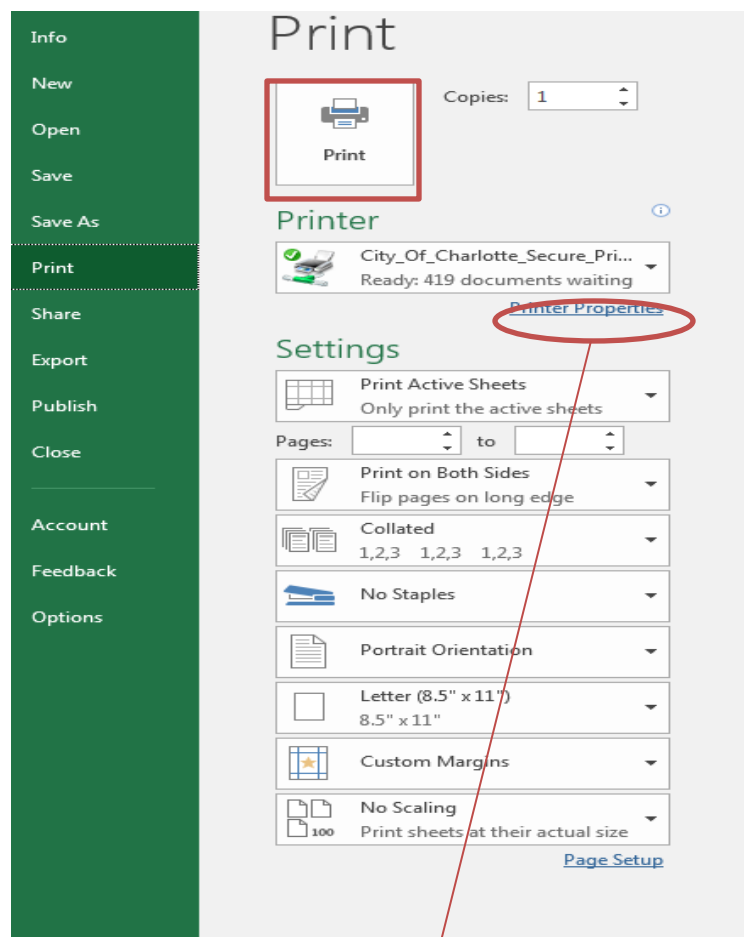 Info
New
Open
Save
Save As
Print
Share
Export
Publish
Close
Account
Feedback
Options
Print
Print
Copies: 1
Printer
City_Of_Charlotte_Secure_Pri...
Ready: 419 documents waiting
Printer Properties
Settings
Print Active Sheets
Only print the active sheets
Pages: to
Print on Both Sides
Flip pages on long edge
Collated
1,2,3 1,2,3 1,2,3
No Staples
Portrait Orientation
Letter (8.5" x 11")
8.5" x 11"
Custom Margins
No Scaling
100
Print sheets at their actual size
Page Setup